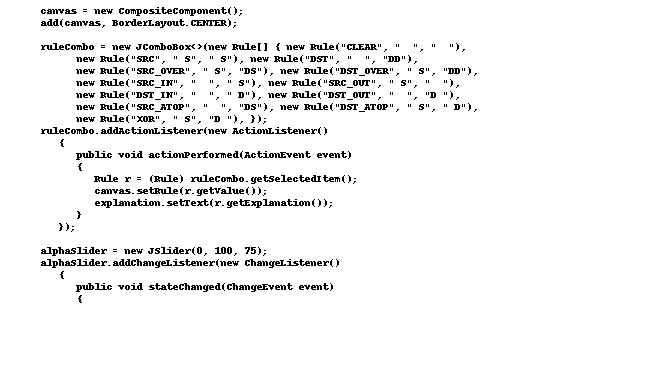 canvas = new CompositeComponent();
add(canvas, BorderLayout.CENTER);

ruleCombo = new JComboBox<>(new Rule[] { new Rule("CLEAR", "  ", "  "),
      new Rule("SRC", " S", " S"), new Rule("DST", "  ", "DD"),
      new Rule("SRC_OVER", " S", "DS"), new Rule("DST_OVER", " S", "DD"),
      new Rule("SRC_IN", "  ", " S"), new Rule("SRC_OUT", " S", "  "),
      new Rule("DST_IN", "  ", " D"), new Rule("DST_OUT", "  ", "D "),
      new Rule("SRC_ATOP", "  ", "DS"), new Rule("DST_ATOP", " S", " D"),
      new Rule("XOR", " S", "D "), });
ruleCombo.addActionListener(new ActionListener()
   {
      public void actionPerformed(ActionEvent event)
      {
         Rule r = (Rule) ruleCombo.getSelectedItem();
         canvas.setRule(r.getValue());
         explanation.setText(r.getExplanation());
      }
   });

alphaSlider = new JSlider(0, 100, 75);
alphaSlider.addChangeListener(new ChangeListener()
   {
      public void stateChanged(ChangeEvent event)
      {